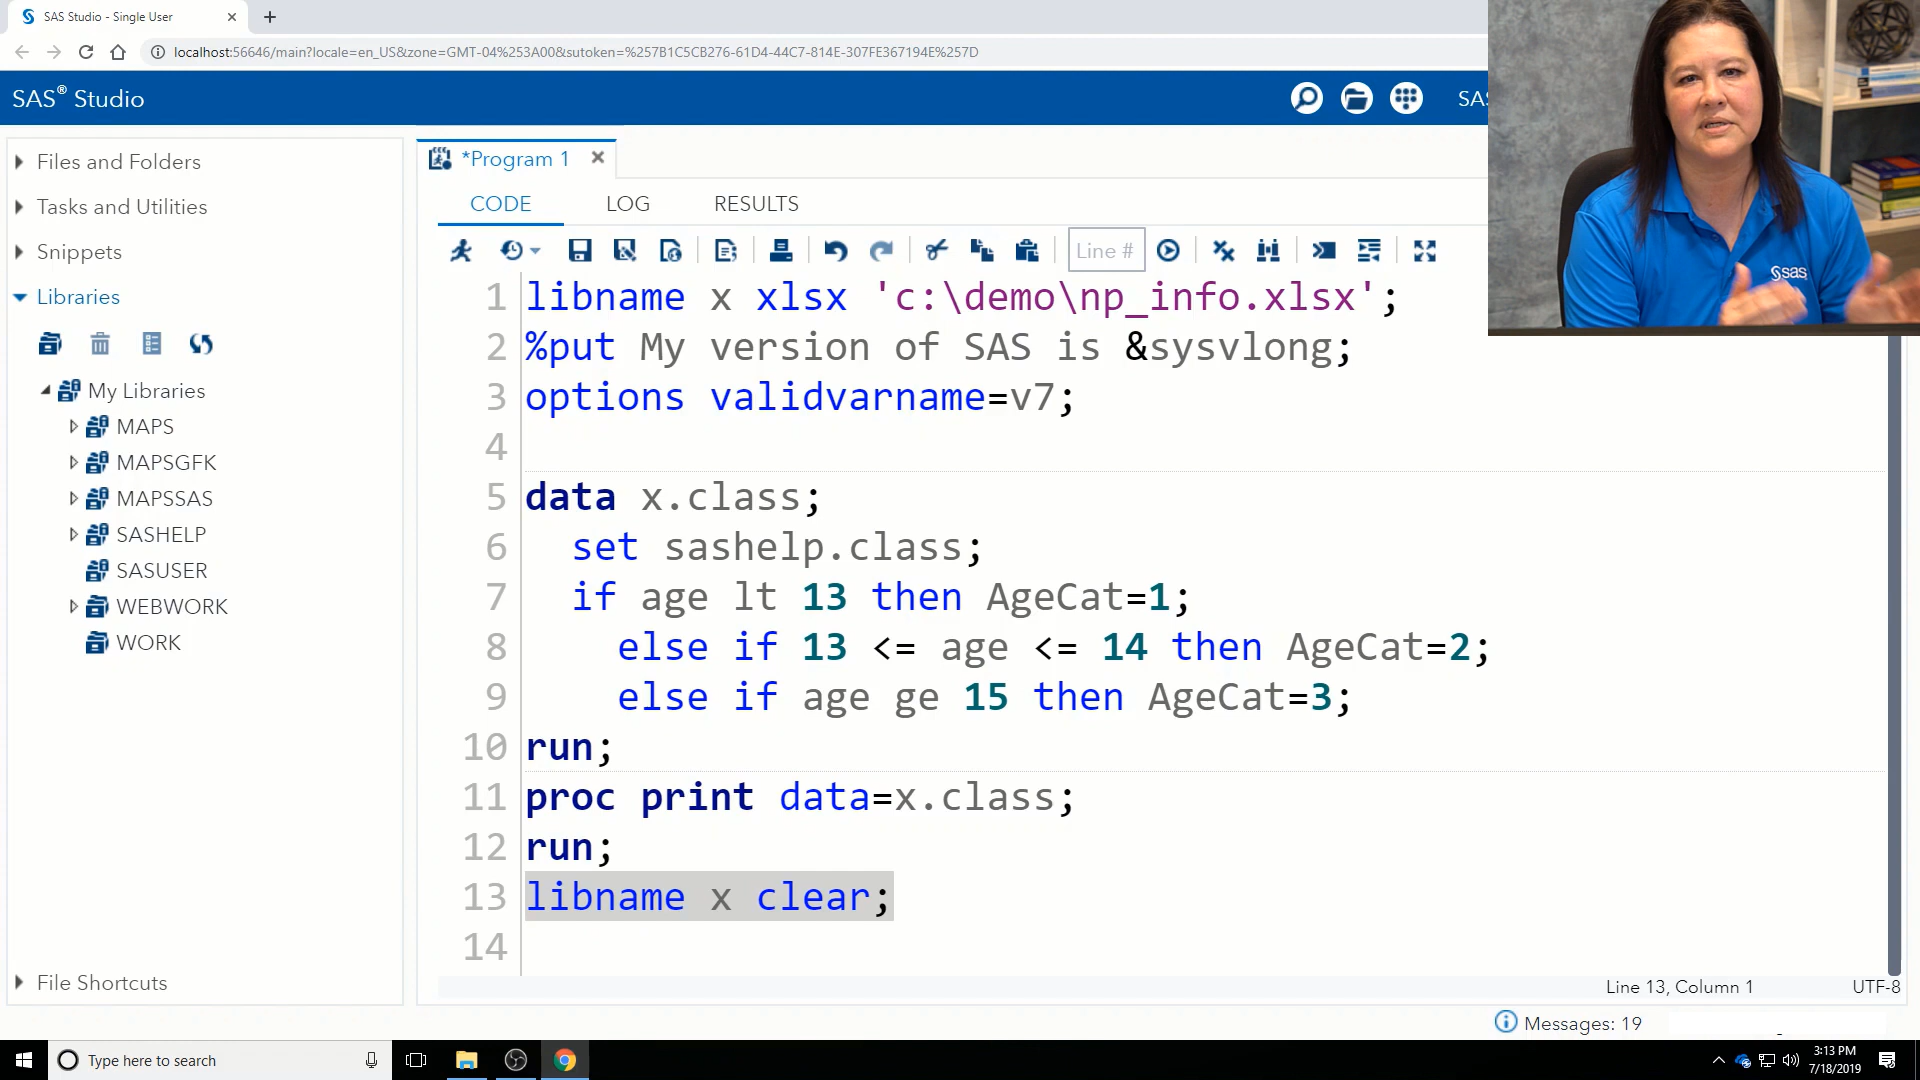 SAS Studio - Single User
localhost:56646/main?locale=en_US&zone=GMT-04%253A00&sutoken=%257B1C5CB276-61D4-44C7-814E-307FE367194E%257D
SAS® Studio
SAS
Files and Folders
Tasks and Utilities
Snippets
Libraries
My Libraries
MAPS
MAPSGFK
MAPSSAS
SASHELP
SASUSER
WEBWORK
WORK
File Shortcuts
*Program 1
CODE LOG RESULTS
Line #
1 libname x xlsx 'c:\demo\np_info.xlsx';
2 %put My version of SAS is &sysvlong;
3 options validvarname=v7;
4
5 data x.class;
6 set sashelp.class;
7 if age lt 13 then AgeCat=1;
8 else if 13 <= age <= 14 then AgeCat=2;
9 else if age ge 15 then AgeCat=3;
10 run;
11 proc print data=x.class;
12 run;
13 libname x clear;
14
Line 13, Column 1 UTF-8
Messages: 19
sas
Type here to search
3:13 PM
7/18/2019